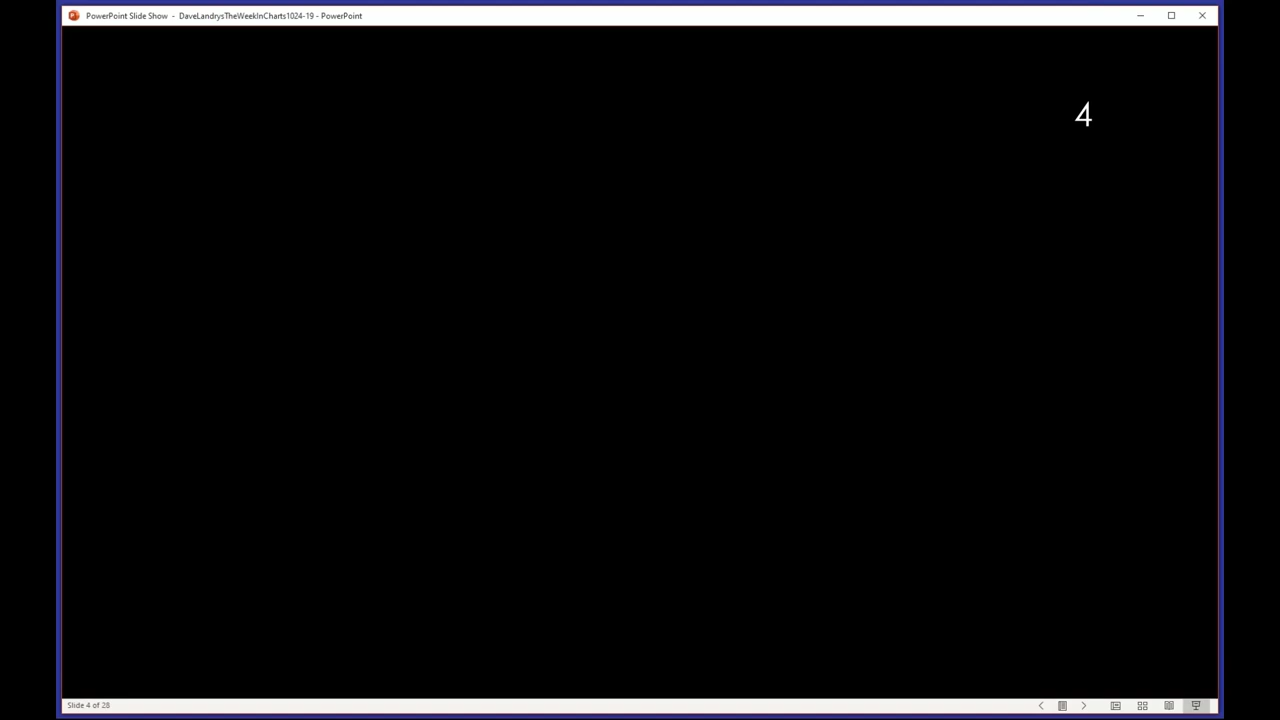 PowerPoint Slide Show - DaveLandrysTheWeekInCharts1024-19 - PowerPoint
4
Slide 4 of 28